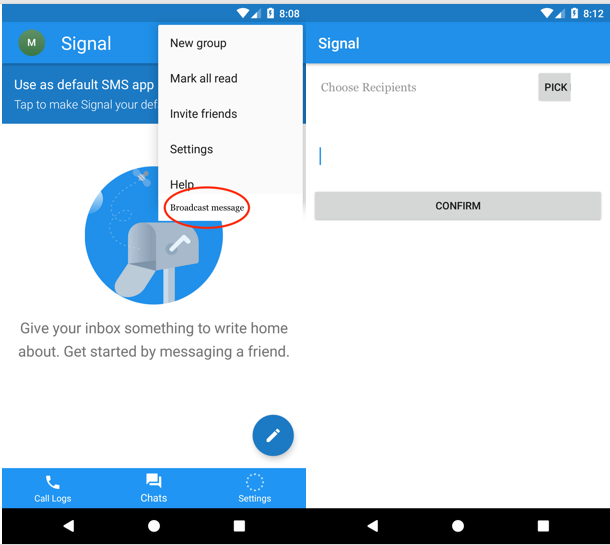 8:08
M
Signal
Use as default SMS app
Tap to make Signal your defa
New group
Mark all read
Invite friends
Settings
Help
Broadcast message
Give your inbox something to write home
about. Get started by messaging a friend.
Call Logs
Chats
Settings
8:12
Signal
Choose Recipients
PICK
CONFIRM